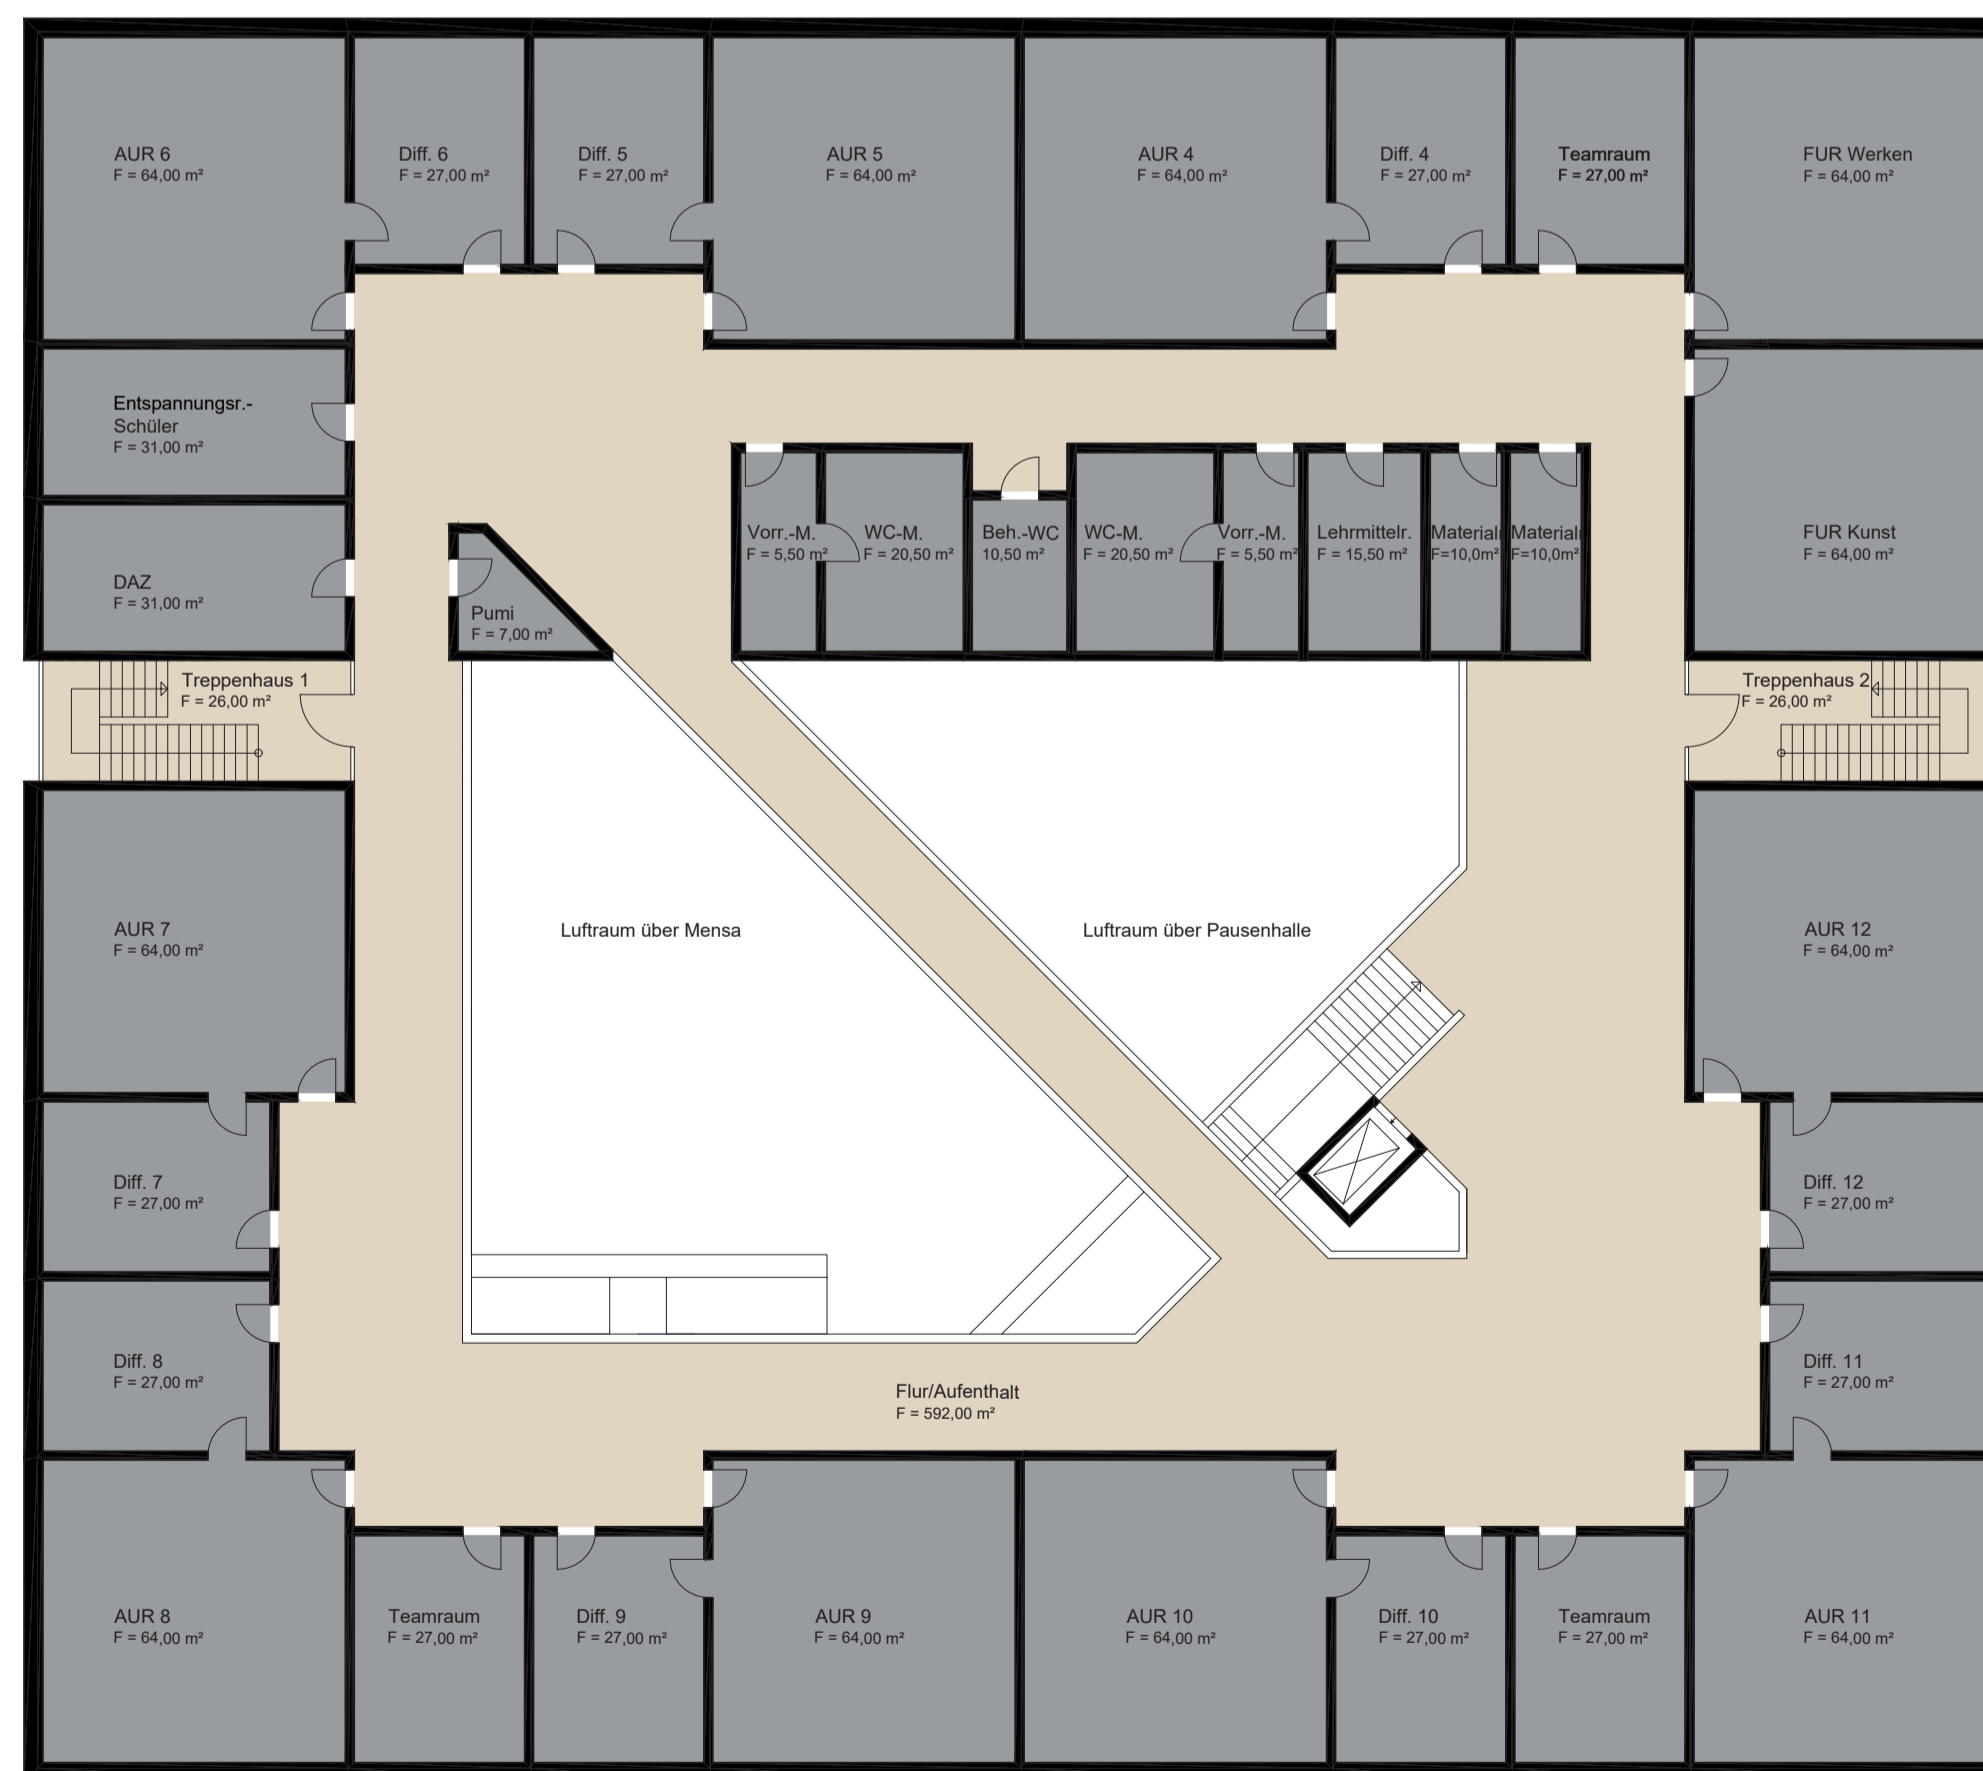 AUR 6
F = 64,00 m²
Diff. 6
F = 27,00 m²
Diff. 5
F = 27,00 m²
AUR 5
F = 64,00 m²
AUR 4
F = 64,00 m²
Diff. 4
F = 27,00 m²
Teamraum
F = 27,00 m²
FUR Werken
F = 64,00 m²
Entspannungsr.-
Schüler
F = 31,00 m²
DAZ
F = 31,00 m²
Pumi
F = 7,00 m²
Vorr.-M.
F = 5,50 m²
WC-M.
F = 20,50 m²
Beh.-WC
10,50 m²
WC-M.
F = 20,50 m²
Vorr.-M.
F = 5,50 m²
Lehrmittelr.
F = 15,50 m²
Materialr
F=10,0m²
Materialr
F=10,0m²
FUR Kunst
F = 64,00 m²
Treppenhaus 1
F = 26,00 m²
Treppenhaus 2
F = 26,00 m²
AUR 7
F = 64,00 m²
Luftraum über Mensa
Luftraum über Pausenhalle
AUR 12
F = 64,00 m²
Diff. 7
F = 27,00 m²
Diff. 12
F = 27,00 m²
Diff. 8
F = 27,00 m²
Flur/Aufenthalt
F = 592,00 m²
Diff. 11
F = 27,00 m²
AUR 8
F = 64,00 m²
Teamraum
F = 27,00 m²
Diff. 9
F = 27,00 m²
AUR 9
F = 64,00 m²
AUR 10
F = 64,00 m²
Diff. 10
F = 27,00 m²
Teamraum
F = 27,00 m²
AUR 11
F = 64,00 m²